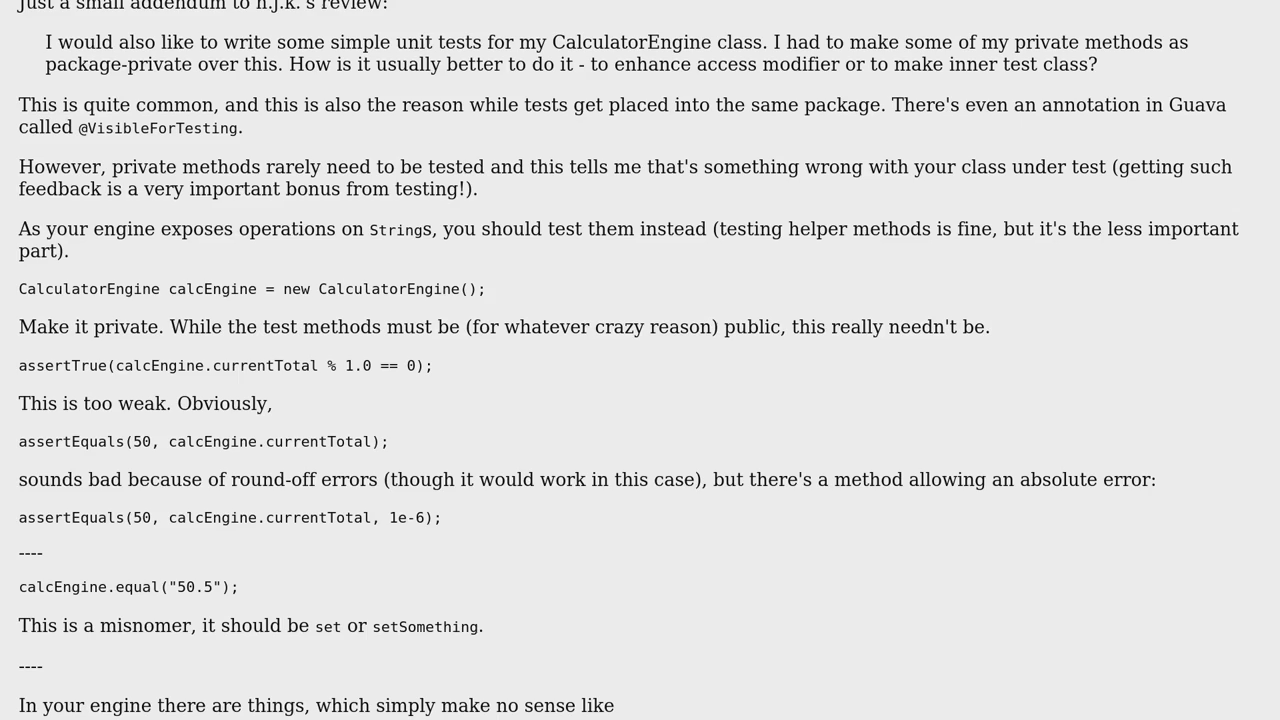 Just a small addendum to h.j.k.'s review:
I would also like to write some simple unit tests for my CalculatorEngine class. I had to make some of my private methods as
package-private over this. How is it usually better to do it - to enhance access modifier or to make inner test class?
This is quite common, and this is also the reason while tests get placed into the same package. There's even an annotation in Guava
called @VisibleForTesting.
However, private methods rarely need to be tested and this tells me that's something wrong with your class under test (getting such
feedback is a very important bonus from testing!).
As your engine exposes operations on Strings, you should test them instead (testing helper methods is fine, but it's the less important
part).
CalculatorEngine calcEngine = new CalculatorEngine();
Make it private. While the test methods must be (for whatever crazy reason) public, this really needn't be.
assertTrue(calcEngine.currentTotal % 1.0 == 0);
This is too weak. Obviously,
assertEquals(50, calcEngine.currentTotal);
sounds bad because of round-off errors (though it would work in this case), but there's a method allowing an absolute error:
assertEquals(50, calcEngine.currentTotal, 1e-6);
----
calcEngine.equal("50.5");
This is a misnomer, it should be set or setSomething.
----
In your engine there are things, which simply make no sense like